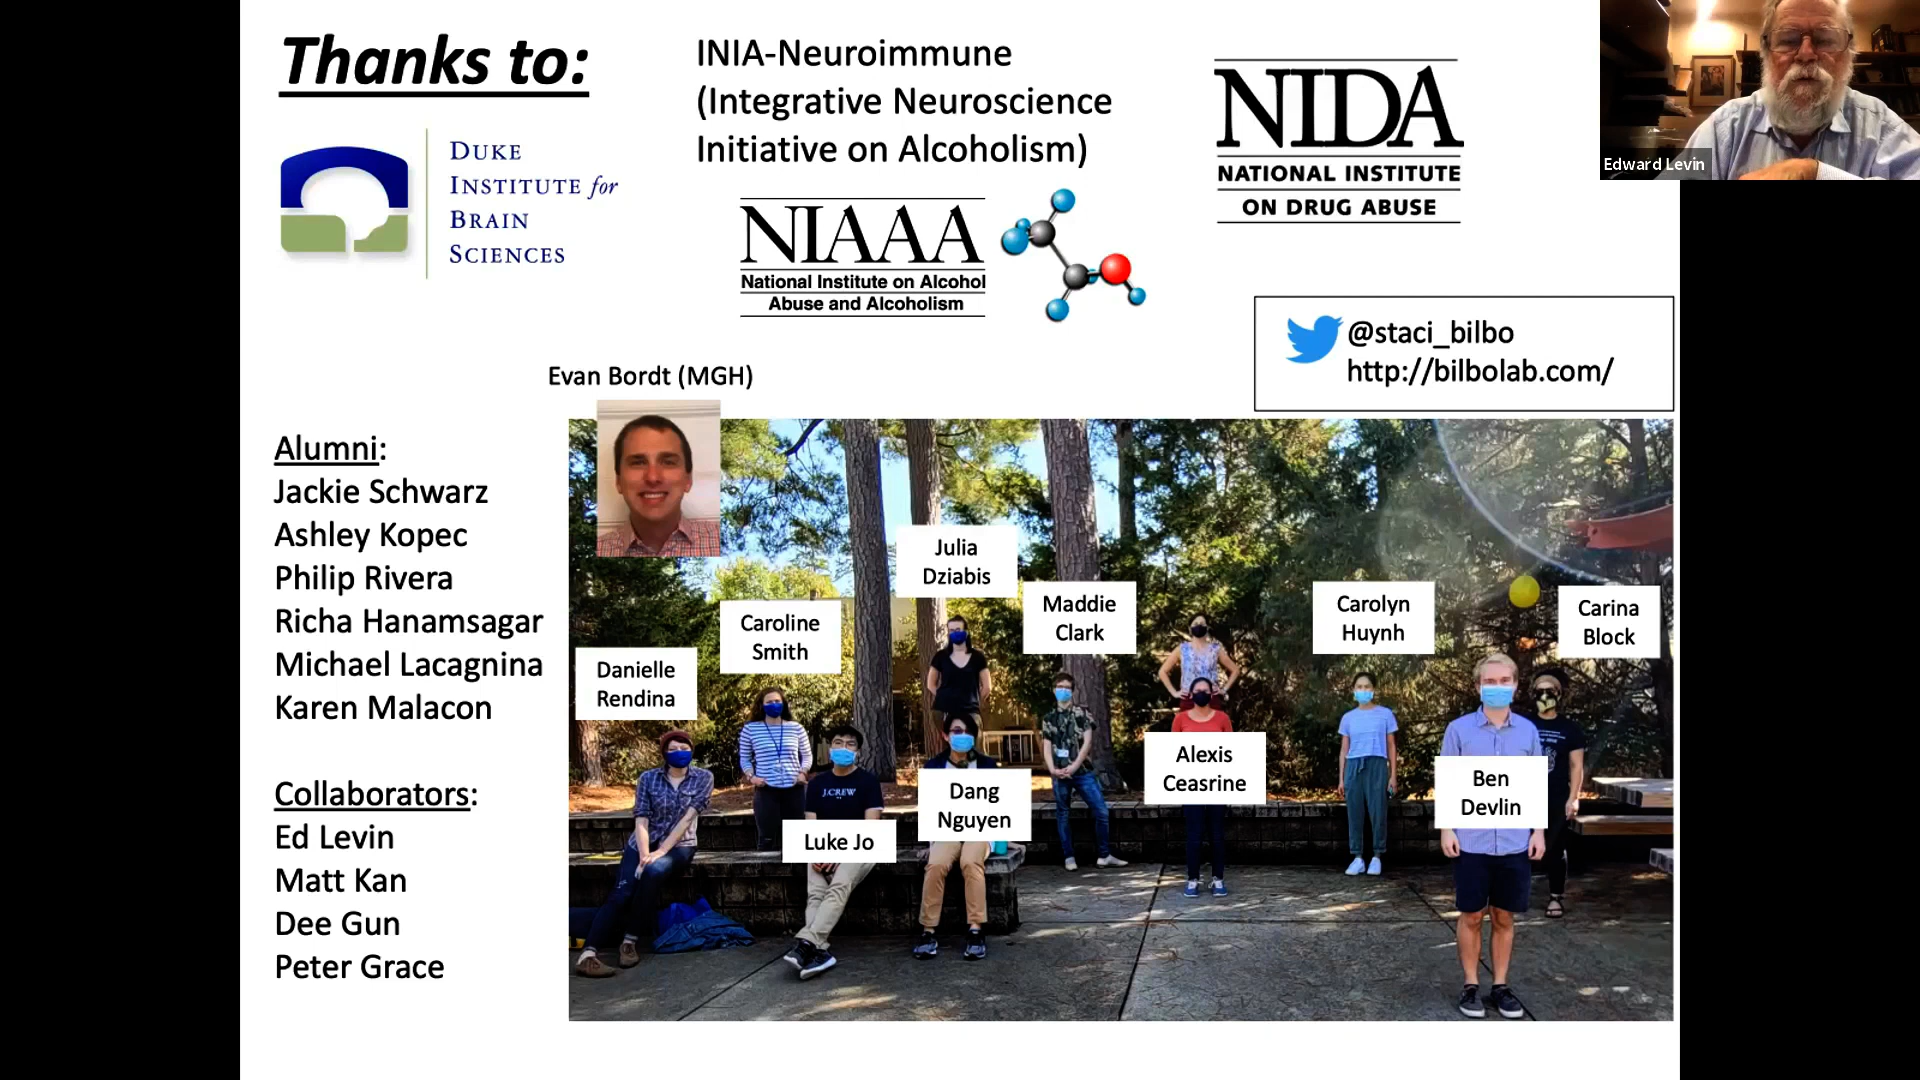 Thanks to:
DUKE
INSTITUTE for
BRAIN
SCIENCES
INIA-Neuroimmune
(Integrative Neuroscience
Initiative on Alcoholism)
NIAAA
National Institute on Alcohol
Abuse and Alcoholism
NIDA
NATIONAL INSTITUTE
ON DRUG ABUSE
Edward Levin
@staci_bilbo
http://bilbolab.com/
Evan Bordt (MGH)
Alumni:
Jackie Schwarz
Ashley Kopec
Philip Rivera
Richa Hanamsagar
Michael Lacagnina
Karen Malacon
Collaborators:
Ed Levin
Matt Kan
Dee Gun
Peter Grace
Danielle
Rendina
Caroline
Smith
Julia
Dziabis
Maddie
Clark
Carolyn
Huynh
Carina
Block
Luke Jo
Dang
Nguyen
Alexis
Ceasrine
Ben
Devlin
J.CREW